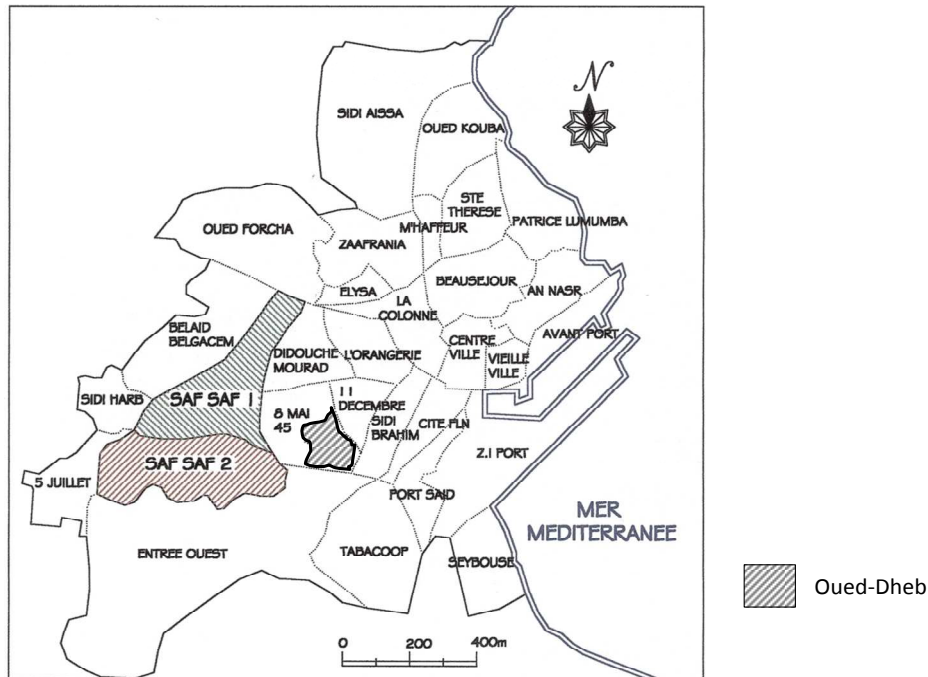 N
SIDI AISSA
OUED KOUBA
STE
THERESE
OUED FORCHA
M'HAFFEUR
PATRICE LUMUMBA
ZAAFRANIA
BEAUSEJOUR
ELYSA
AN NASR
LA
COLONNE
BELAID
BELGACEM
AVANT PORT
DIDOUCHE
MOURAD
L'ORANGERIE
CENTRE
VILLE
VIEILLE
VILLE
SIDI HARB
SAF SAF 1
8 MAI
45
11
DECEMBRE
SIDI
BRAHIM
CITE FLN
Z.I PORT
SAF SAF 2
5 JUILLET
PORT SAID
MER
MEDITERRANEE
ENTREE OUEST
TABACOOP
SEYBOUSE
Oued-Dheb
0 200 400m